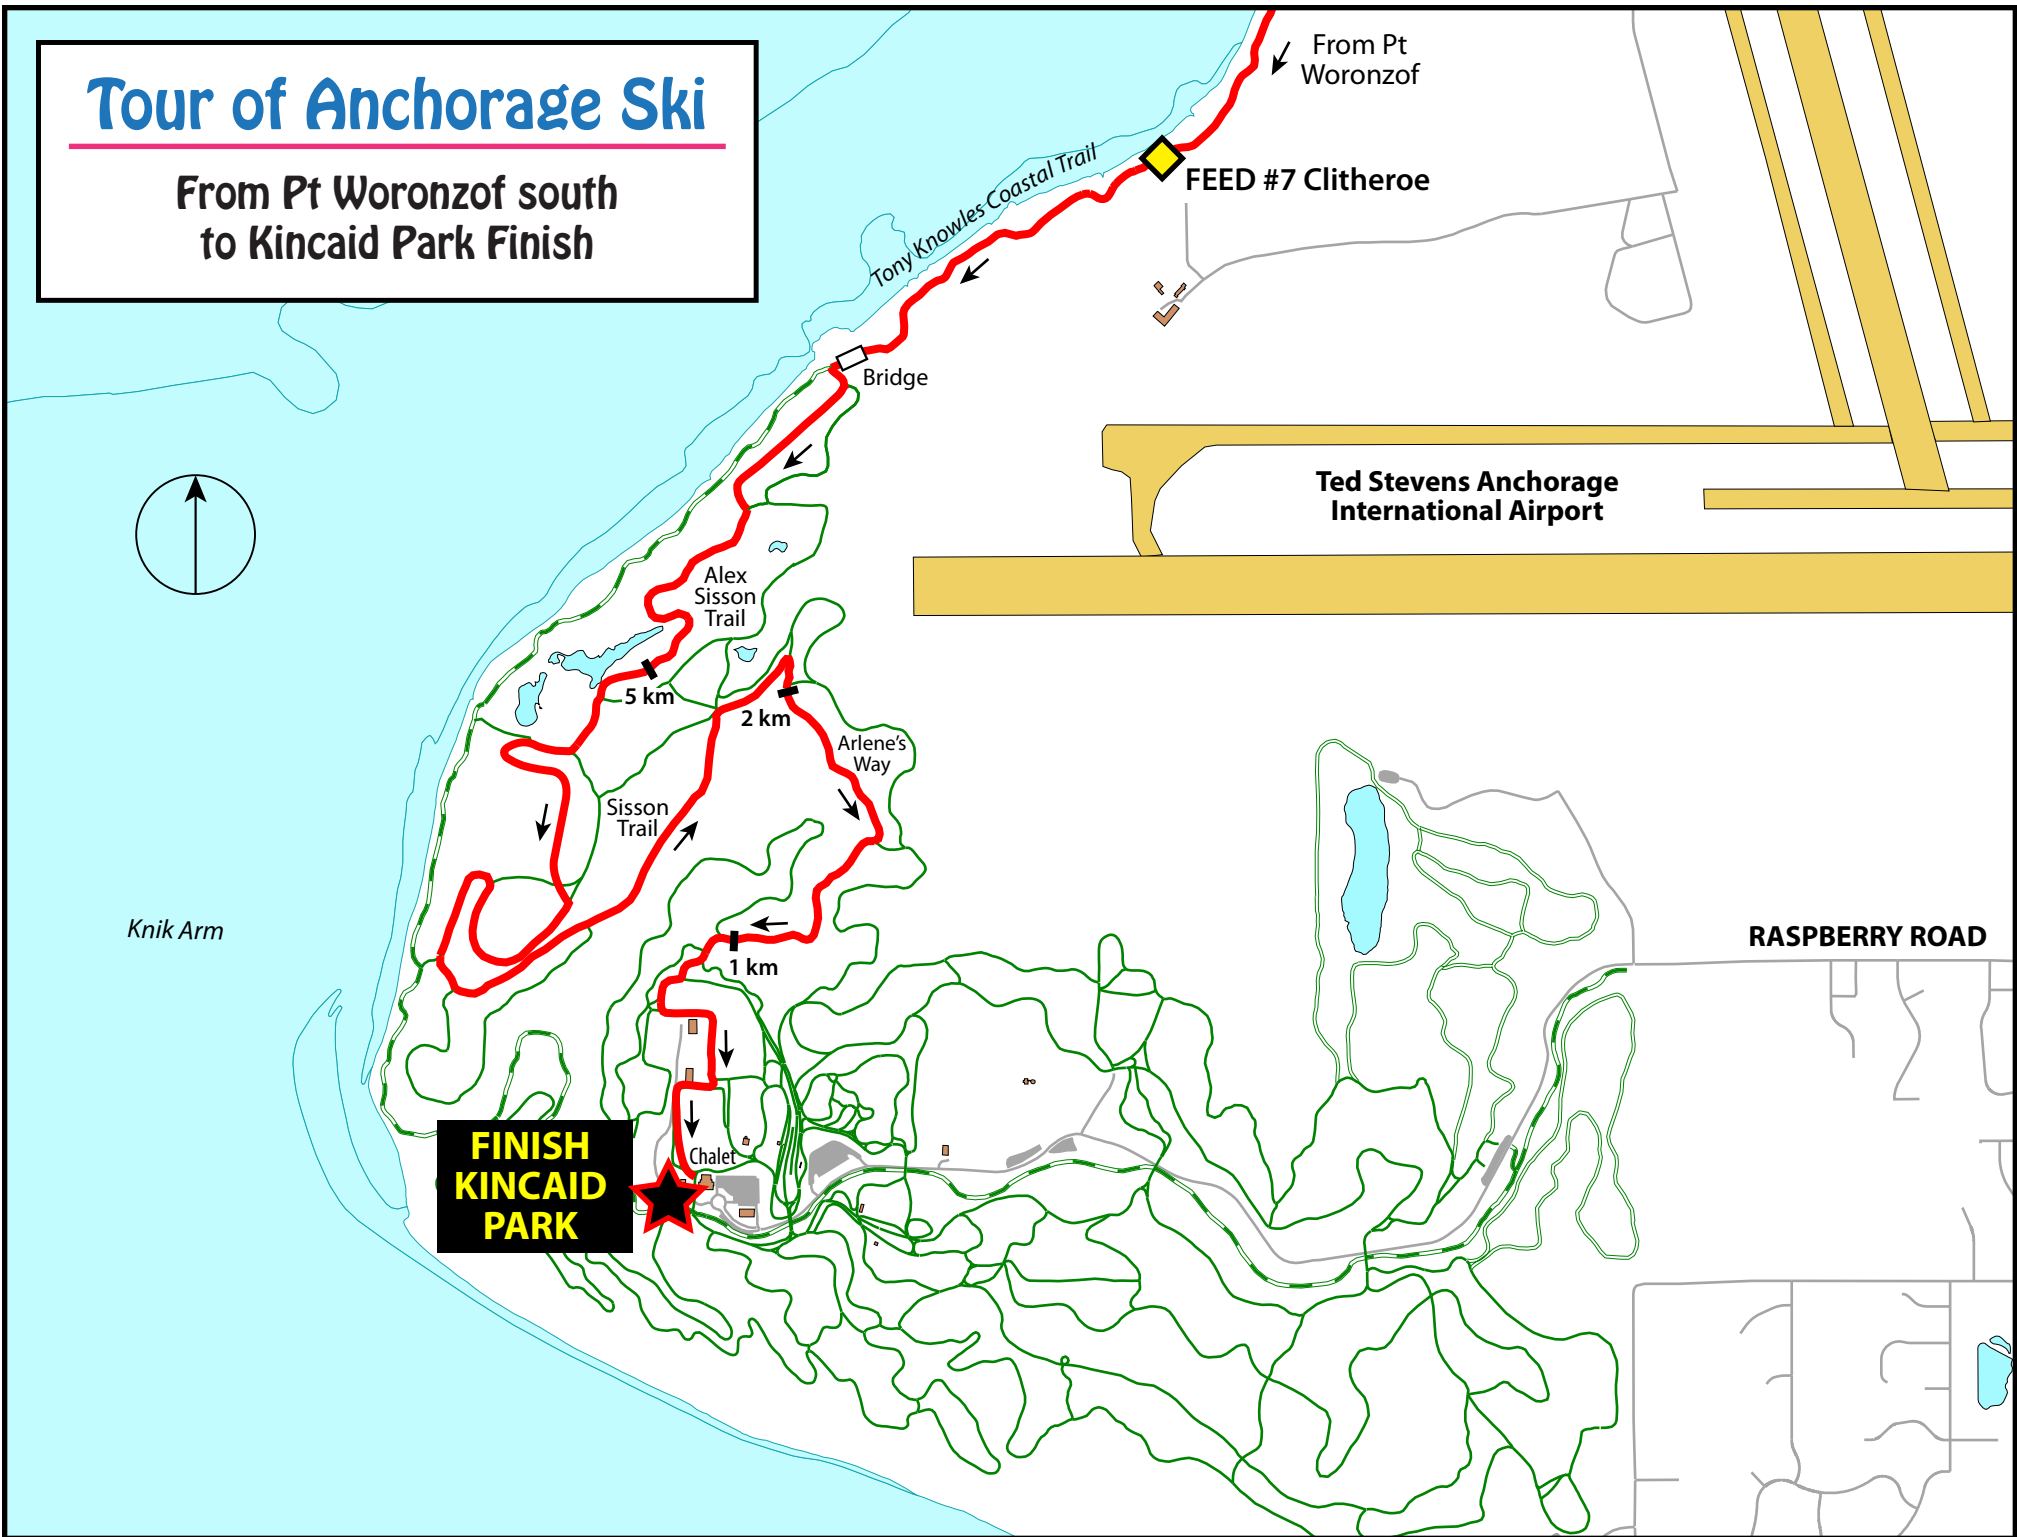 Tour of Anchorage Ski
From Pt Woronzof south
to Kincaid Park Finish
From Pt
Woronzof
Tony Knowles Coastal Trail
FEED #7 Clitheroe
Bridge
Ted Stevens Anchorage
International Airport
Alex
Sisson
Trail
5 km
2 km
Arlene's
Way
Sisson
Trail
Knik Arm
RASPBERRY ROAD
1 km
Chalet
FINISH
KINCAID
PARK